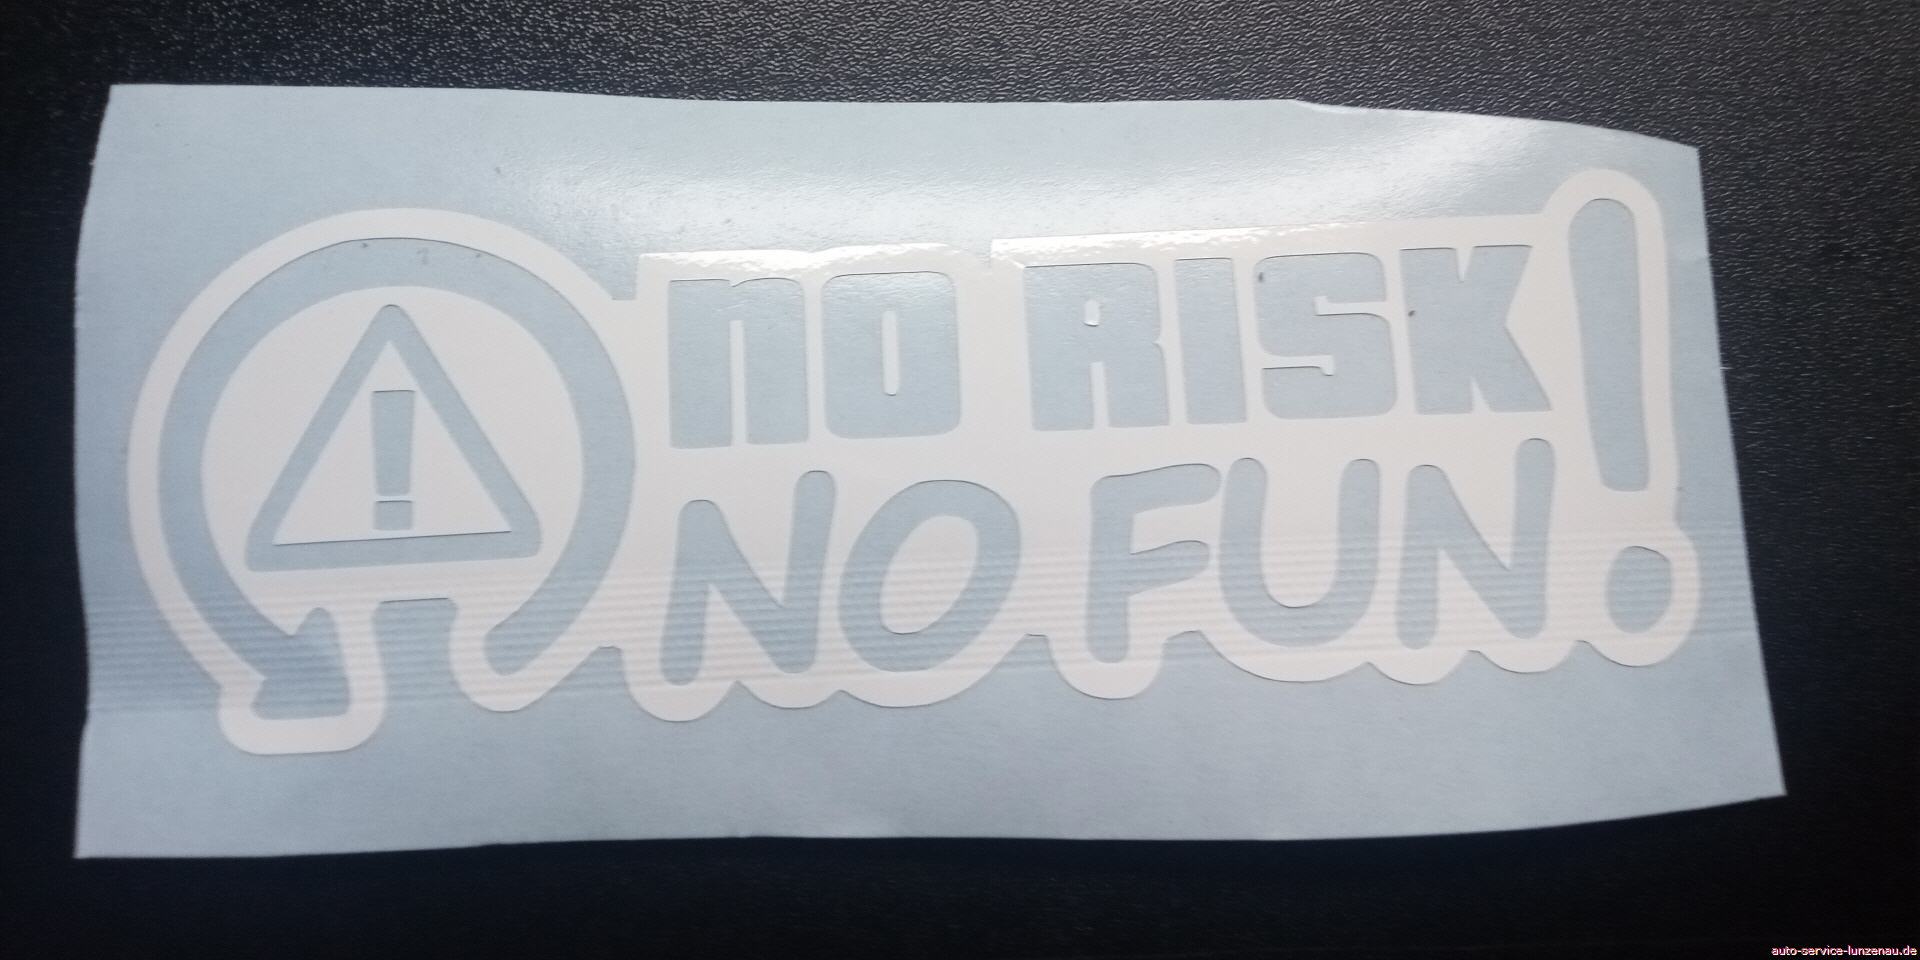 no RISK
NO FUN!
auto-service-lunzenau.de